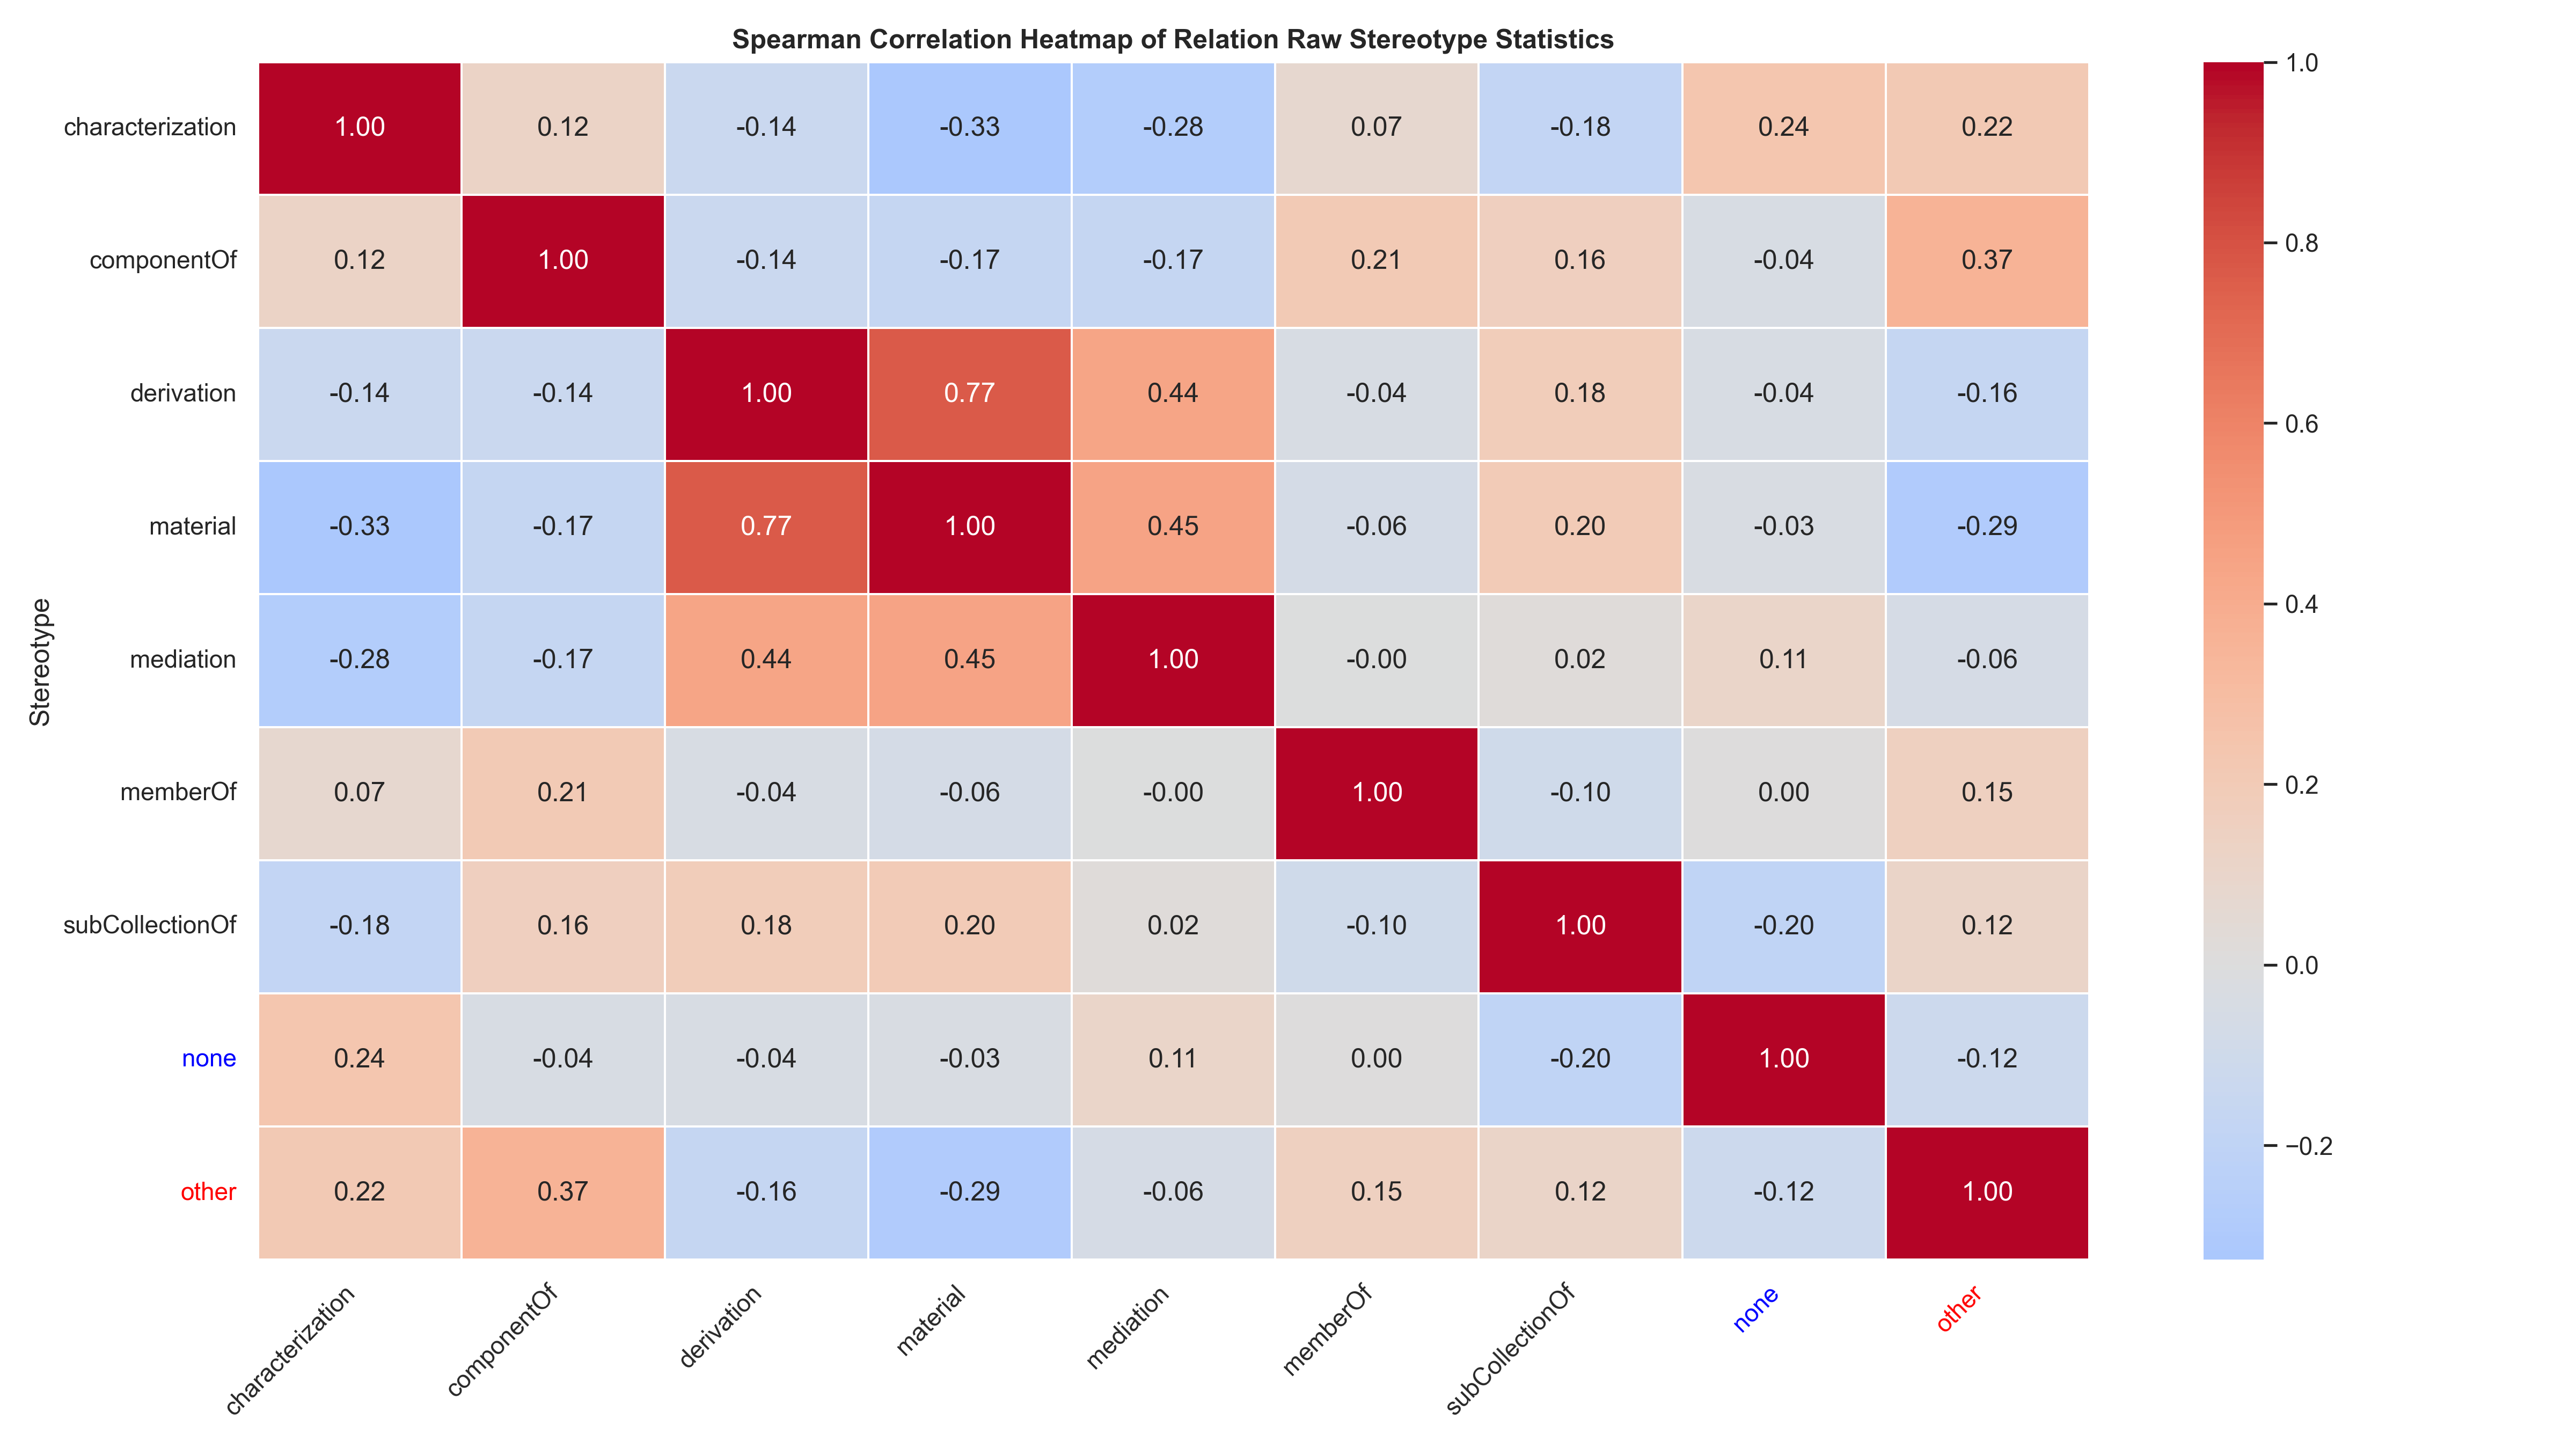 Spearman Correlation Heatmap of Relation Raw Stereotype Statistics
Stereotype
characterization 1.00 0.12 -0.14 -0.33 -0.28 0.07 -0.18 0.24 0.22
componentOf 0.12 1.00 -0.14 -0.17 -0.17 0.21 0.16 -0.04 0.37
derivation -0.14 -0.14 1.00 0.77 0.44 -0.04 0.18 -0.04 -0.16
material -0.33 -0.17 0.77 1.00 0.45 -0.06 0.20 -0.03 -0.29
mediation -0.28 -0.17 0.44 0.45 1.00 -0.00 0.02 0.11 -0.06
memberOf 0.07 0.21 -0.04 -0.06 -0.00 1.00 -0.10 0.00 0.15
subCollectionOf -0.18 0.16 0.18 0.20 0.02 -0.10 1.00 -0.20 0.12
none 0.24 -0.04 -0.04 -0.03 0.11 0.00 -0.20 1.00 -0.12
other 0.22 0.37 -0.16 -0.29 -0.06 0.15 0.12 -0.12 1.00
characterization componentOf derivation material mediation memberOf subCollectionOf none other
1.0
0.8
0.6
0.4
0.2
0.0
−0.2